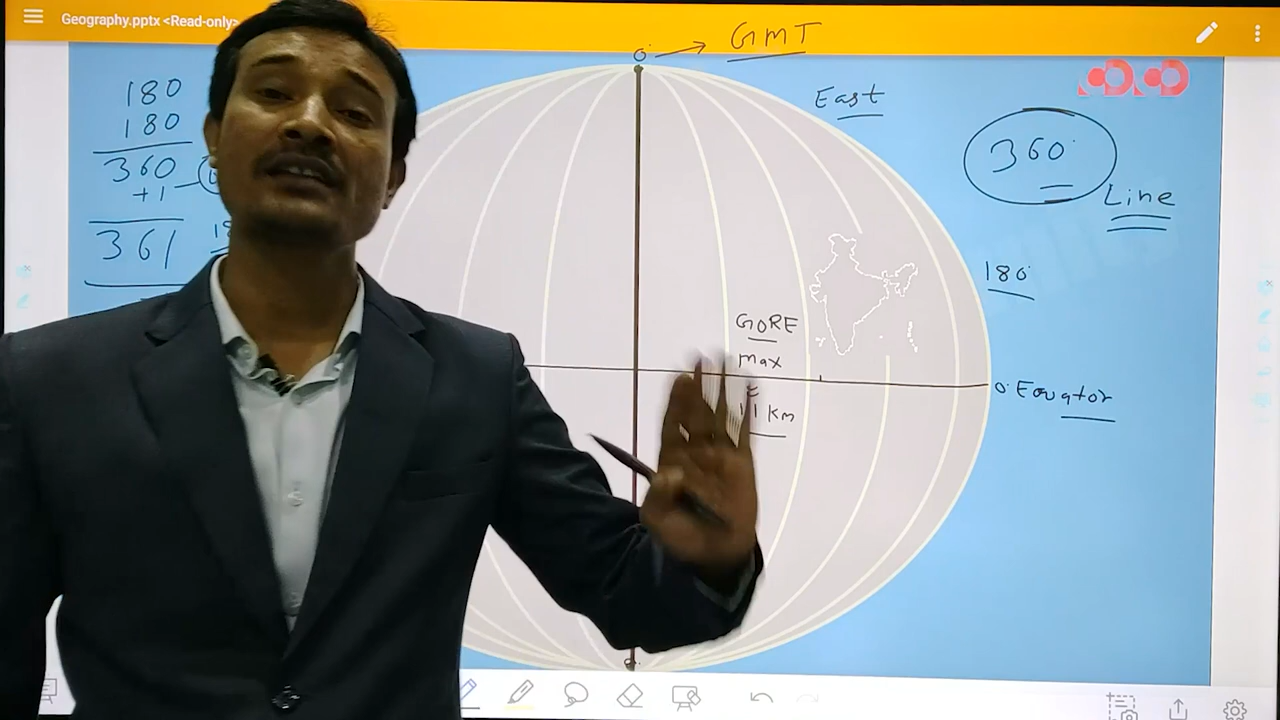 Geography.pptx <Read-only>
0° → GMT
180
180
360
+1
361
East
360°
Line
180°
GORE
max
11 Km
0° Equator